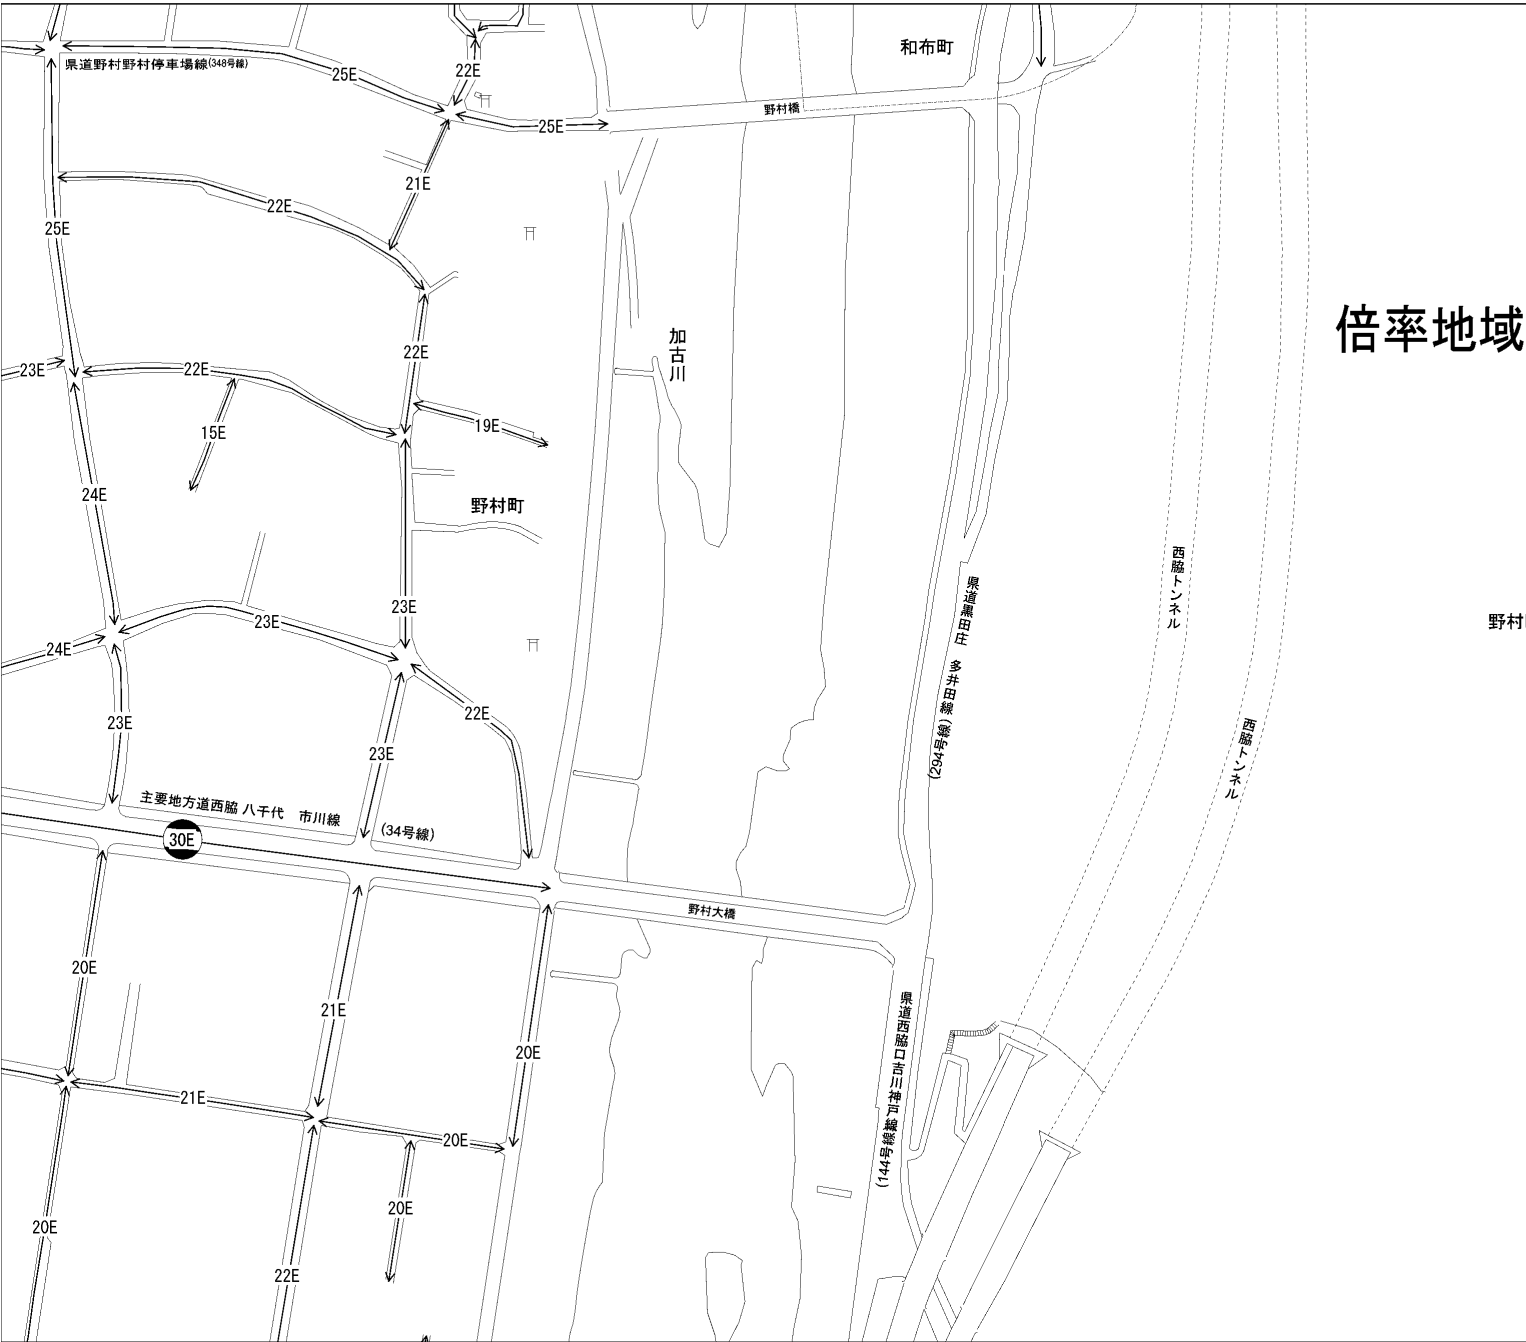 和布町
県道野村野村停車場線(348号線)
25E
22E
野村橋
25E
21E
22E
25E
倍率地域
加古川
22E
23E
22E
19E
15E
24E
野村町
西脇トンネル
県道黒田庄 多井田線(294号線)
23E
23E
野村
24E
22E
23E
西脇トンネル
23E
主要地方道西脇 八千代 市川線 (34号線)
30E
野村大橋
20E
県道西脇口吉川神戸線(144号線)
21E
20E
21E
20E
20E
20E
22E